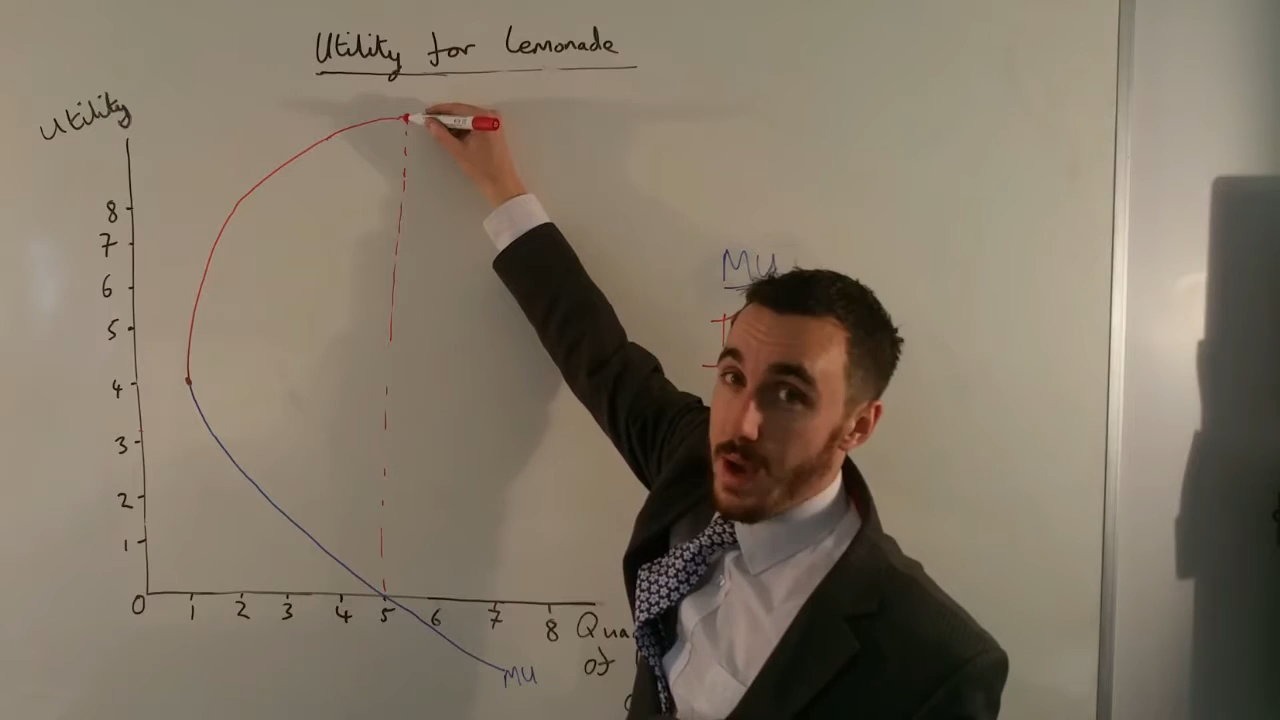 Utility for Lemonade
Utility
8
7
6
5
4
3
2
1
0 1 2 3 4 5 6 7 8
of
MU
MU